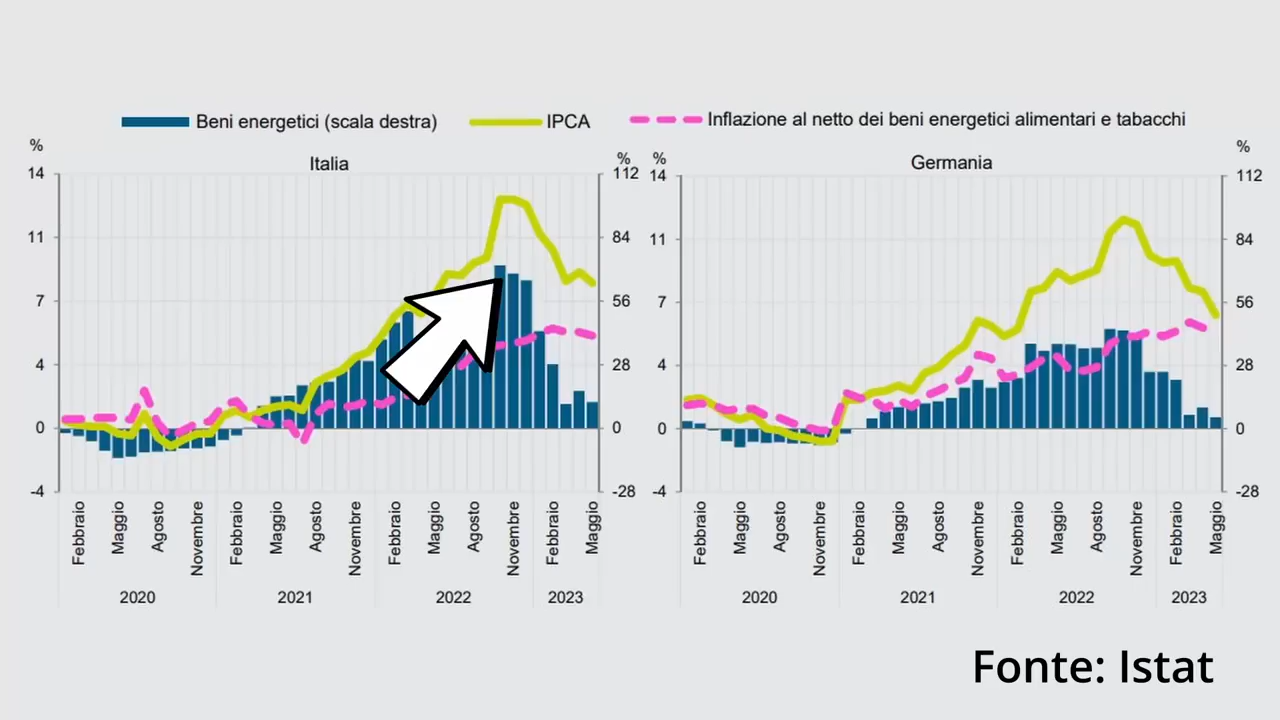 Beni energetici (scala destra) IPCA Inflazione al netto dei beni energetici alimentari e tabacchi
% Italia % % Germania %
14 112 14 112
11 84 11 84
7 56 7 56
4 28 4 28
0 0 0 0
-4 -28 -4 -28
Febbraio Maggio Agosto Novembre Febbraio Maggio Agosto Novembre Febbraio Maggio Agosto Novembre Febbraio Maggio Febbraio Maggio Agosto Novembre Febbraio Maggio Agosto Novembre Febbraio Maggio Agosto Novembre Febbraio Maggio
2020 2021 2022 2023 2020 2021 2022 2023
Fonte: Istat